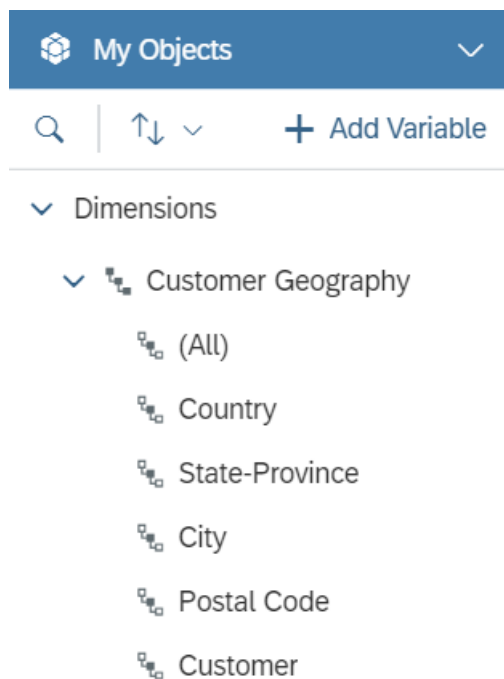 My Objects
Add Variable
Dimensions
Customer Geography
(All)
Country
State-Province
City
Postal Code
Customer